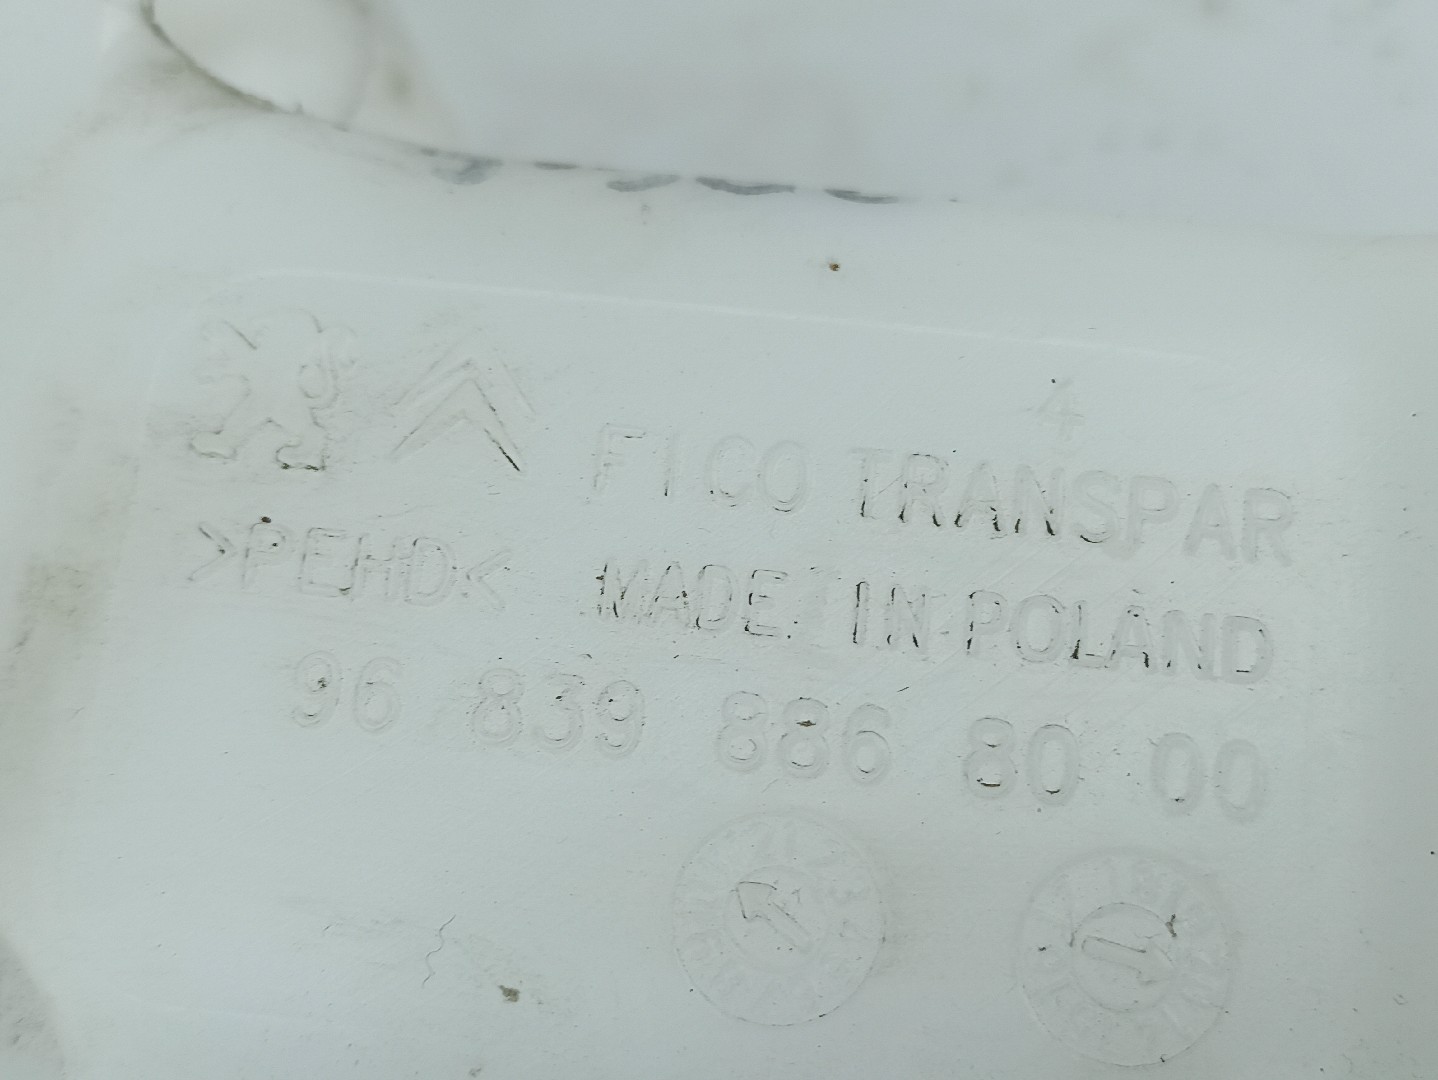 4
FICO TRANSPAR
>PEHD< MADE IN POLAND
96 839 886 80 00